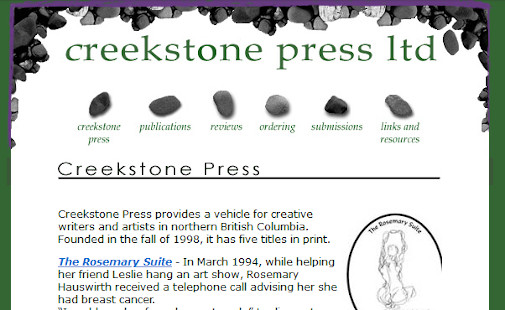 creekstone press ltd
creekstone press
publications
reviews
ordering
submissions
links and resources
Creekstone Press
Creekstone Press provides a vehicle for creative
writers and artists in northern British Columbia.
Founded in the fall of 1998, it has five titles in print.
The Rosemary Suite
The Rosemary Suite - In March 1994, while helping
her friend Leslie hang an art show, Rosemary
Hauswirth received a telephone call advising her she
had breast cancer.